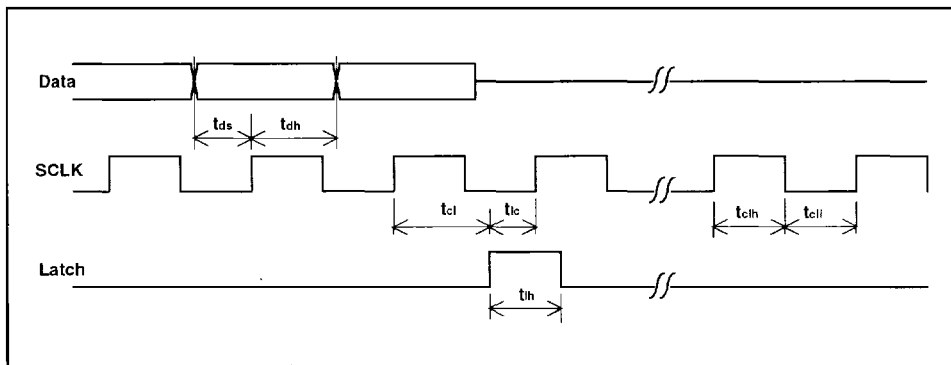 Data
tds tdh
SCLK
tcl tlc tclh tcll
Latch
tlh